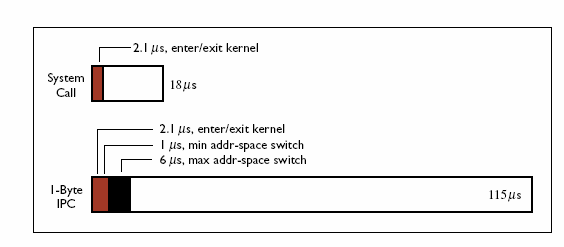 2.1 μs, enter/exit kernel
System
Call
18μs
2.1 μs, enter/exit kernel
1 μs, min addr-space switch
6 μs, max addr-space switch
1-Byte
IPC
115μs